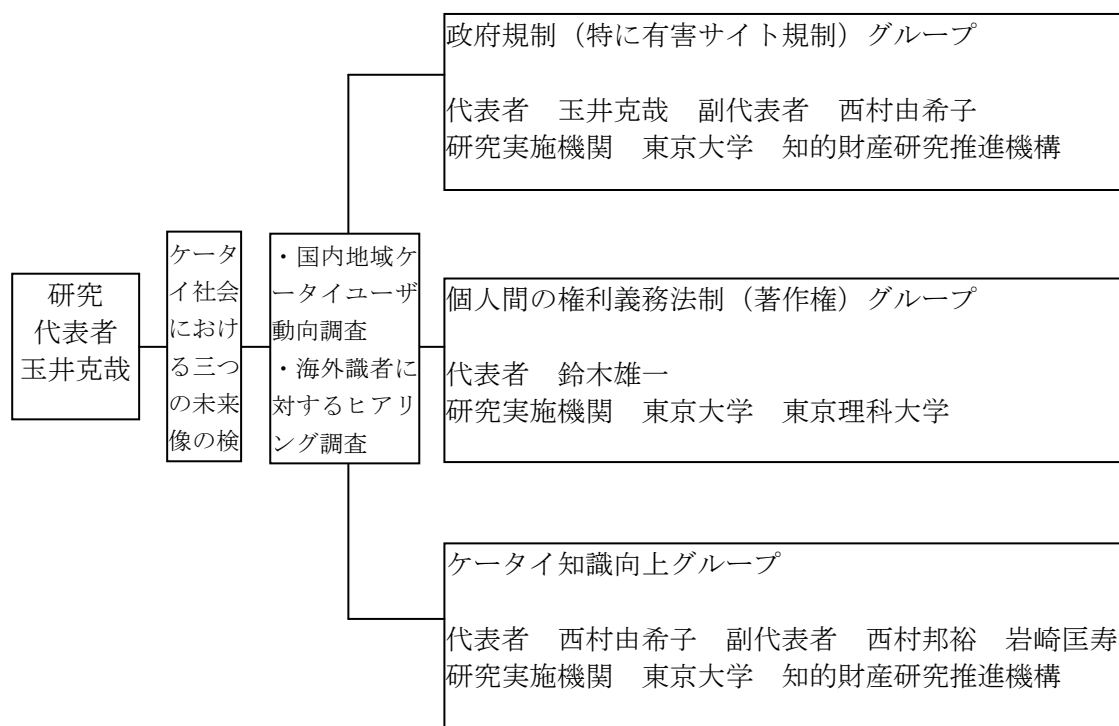 研究
代表者
玉井克哉
ケータ
イ社会
におけ
る三つ
の未来
像の検
・国内地域ケ
ータイユーザ
動向調査
・海外識者に
対するヒアリ
ング調査
政府規制（特に有害サイト規制）グループ
代表者　玉井克哉　副代表者　西村由希子
研究実施機関　東京大学　知的財産研究推進機構
個人間の権利義務法制（著作権）グループ
代表者　鈴木雄一
研究実施機関　東京大学　東京理科大学
ケータイ知識向上グループ
代表者　西村由希子　副代表者　西村邦裕　岩崎匡寿
研究実施機関　東京大学　知的財産研究推進機構